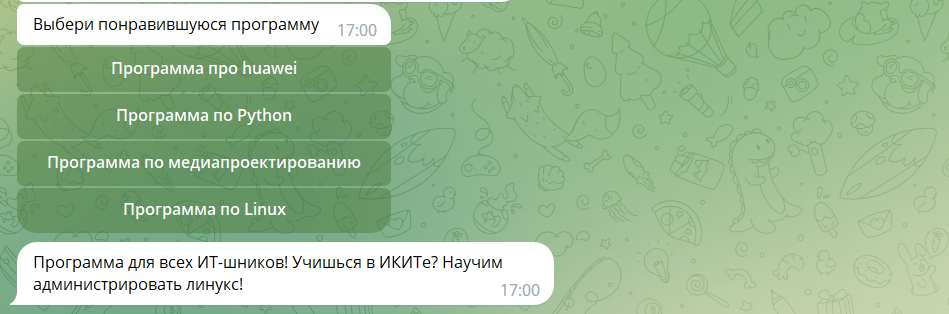 Выбери понравившуюся программу
17:00
Программа про huawei
Программа по Python
Программа по медиапроектированию
Программа по Linux
Программа для всех ИТ-шников! Учишься в ИКИТе? Научим
администрировать линукс!
17:00